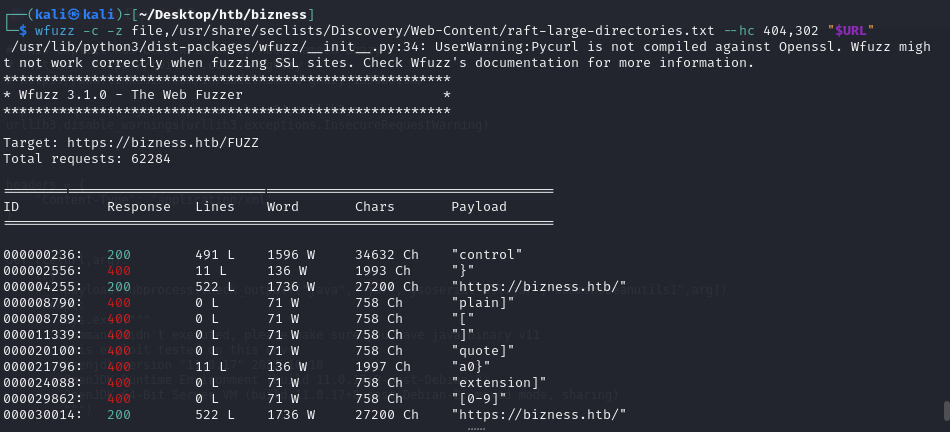 ┌──(kali㉿kali)-[~/Desktop/htb/bizness]
└─$ wfuzz -c -z file,/usr/share/seclists/Discovery/Web-Content/raft-large-directories.txt --hc 404,302 "$URL"
/usr/lib/python3/dist-packages/wfuzz/__init__.py:34: UserWarning:Pycurl is not compiled against Openssl. Wfuzz migh
t not work correctly when fuzzing SSL sites. Check Wfuzz's documentation for more information.
********************************************************
* Wfuzz 3.1.0 - The Web Fuzzer                         *
********************************************************
urllib3.disable_warnings(urllib3.exceptions.InsecureRequestWarning)
Target: https://bizness.htb/FUZZ
Total requests: 62284
=====================================================================
ID           Response   Lines    Word       Chars       Payload
=====================================================================
000000236:   200        491 L    1596 W     34632 Ch    "control"
000002556:   400        11 L     136 W      1993 Ch     "}"
000004255:   200        522 L    1736 W     27200 Ch    "https://bizness.htb/"
000008790:   400        0 L      71 W       758 Ch      "plain]"
000008789:   400        0 L      71 W       758 Ch      "["
000011339:   400        0 L      71 W       758 Ch      "]"
000020100:   400        0 L      71 W       758 Ch      "quote]"
000021796:   400        11 L     136 W      1997 Ch     "a0}"
000024088:   400        0 L      71 W       758 Ch      "extension]"
000029862:   400        0 L      71 W       758 Ch      "[0-9]"
000030014:   200        522 L    1736 W     27200 Ch    "https://bizness.htb/"